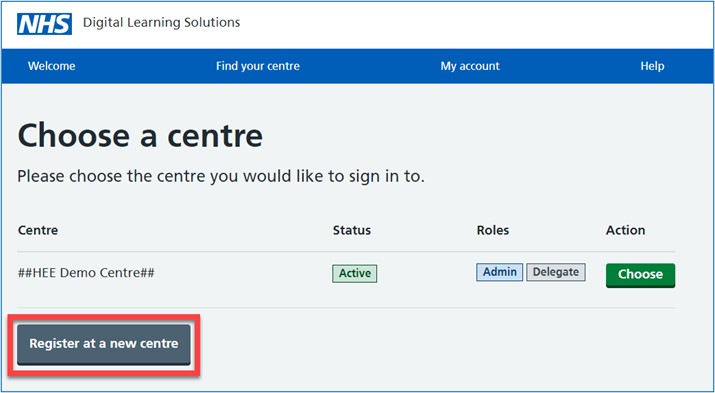 NHS Digital Learning Solutions
Welcome Find your centre My account Help
Choose a centre
Please choose the centre you would like to sign in to.
Centre Status Roles Action
##HEE Demo Centre## Active Admin Delegate Choose
Register at a new centre